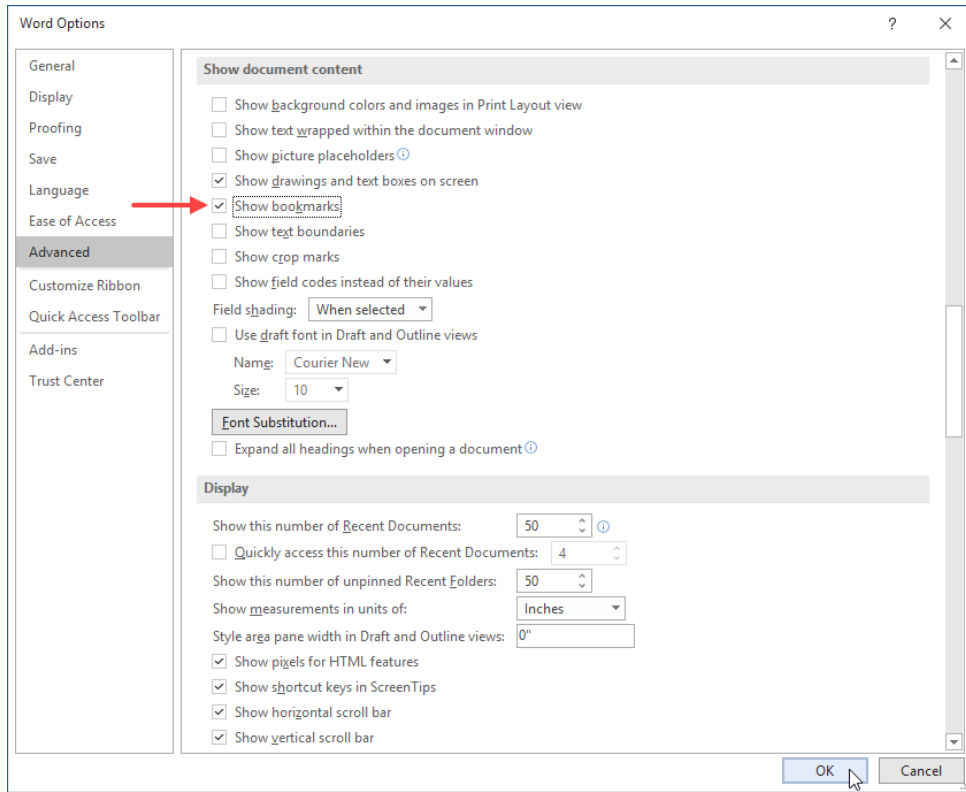 Word Options
?
General
Display
Proofing
Save
Language
Ease of Access
Advanced
Customize Ribbon
Quick Access Toolbar
Add-ins
Trust Center
Show document content
Show background colors and images in Print Layout view
Show text wrapped within the document window
Show picture placeholders
Show drawings and text boxes on screen
Show bookmarks
Show text boundaries
Show crop marks
Show field codes instead of their values
Field shading: When selected
Use draft font in Draft and Outline views
Name: Courier New
Size: 10
Font Substitution...
Expand all headings when opening a document
Display
Show this number of Recent Documents: 50
Quickly access this number of Recent Documents: 4
Show this number of unpinned Recent Folders: 50
Show measurements in units of: Inches
Style area pane width in Draft and Outline views: 0"
Show pixels for HTML features
Show shortcut keys in ScreenTips
Show horizontal scroll bar
Show vertical scroll bar
OK Cancel